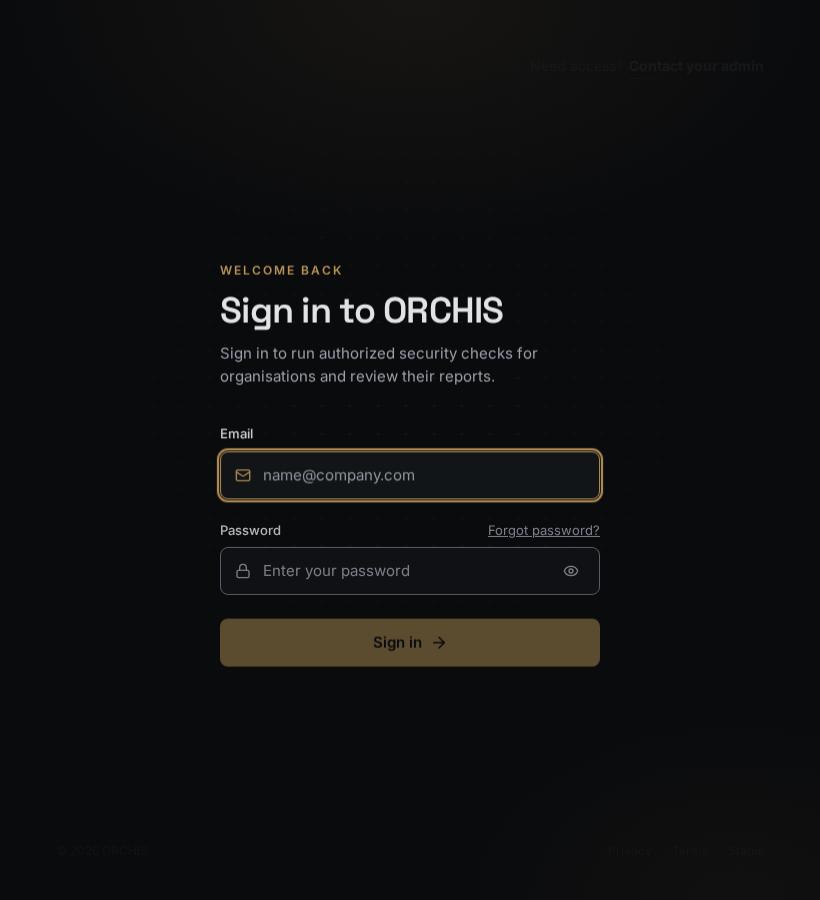 Need access? Contact your admin
WELCOME BACK
Sign in to ORCHIS
Sign in to run authorized security checks for
organisations and review their reports.
Email
name@company.com
Password Forgot password?
Enter your password
Sign in
© 2026 ORCHIS Privacy Terms Status